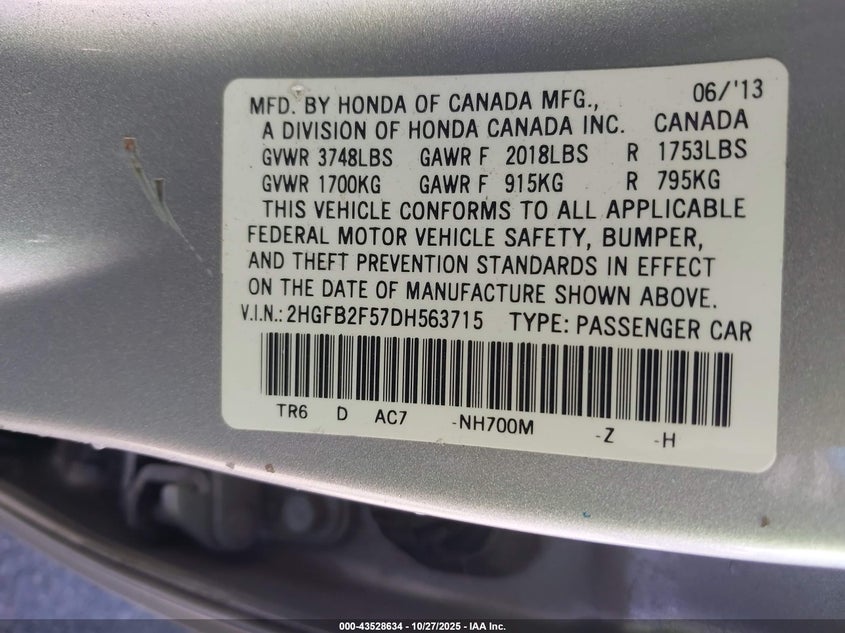 MFD. BY HONDA OF CANADA MFG., 06/'13
A DIVISION OF HONDA CANADA INC. CANADA
GVWR 3748LBS GAWR F 2018LBS R 1753LBS
GVWR 1700KG GAWR F 915KG R 795KG
THIS VEHICLE CONFORMS TO ALL APPLICABLE
FEDERAL MOTOR VEHICLE SAFETY, BUMPER,
AND THEFT PREVENTION STANDARDS IN EFFECT
ON THE DATE OF MANUFACTURE SHOWN ABOVE.
V.I.N.: 2HGFB2F57DH563715 TYPE: PASSENGER CAR
TR6 D AC7 -NH700M -Z -H
000-43528634 | 10/27/2025 | IAA Inc.